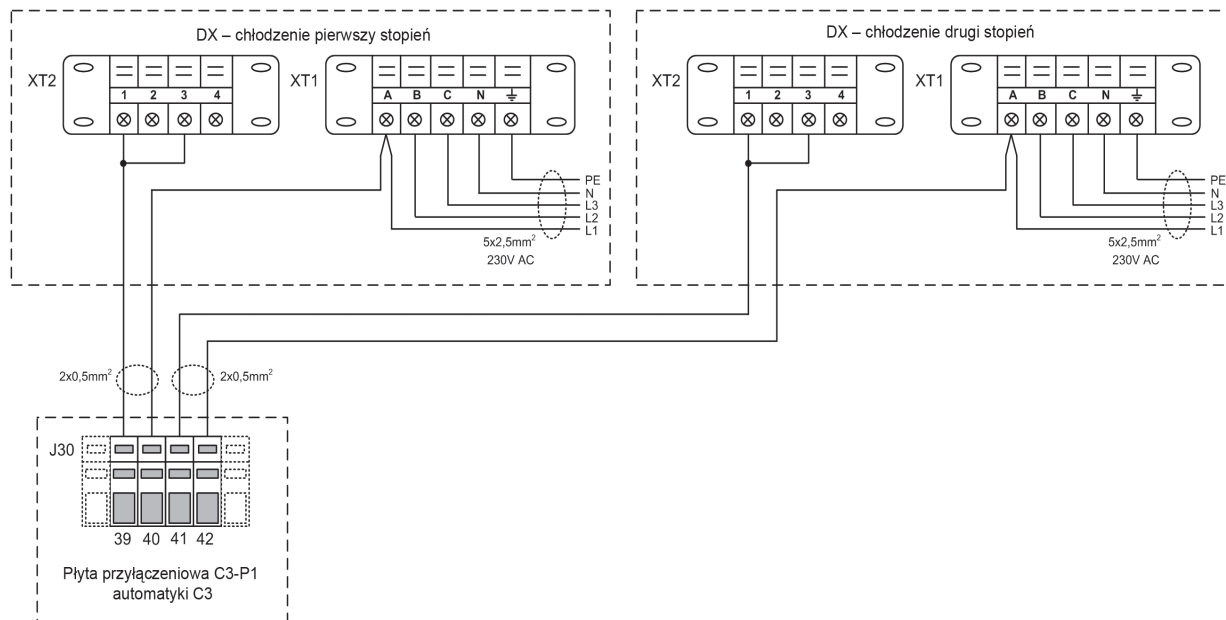 DX – chłodzenie pierwszy stopień
XT2
1 2 3 4
XT1
A B C N
PE
N
L3
L2
L1
5x2,5mm²
230V AC
DX – chłodzenie drugi stopień
XT2
1 2 3 4
XT1
A B C N
PE
N
L3
L2
L1
5x2,5mm²
230V AC
2x0,5mm²
2x0,5mm²
J30
39 40 41 42
Płyta przyłączeniowa C3-P1
automatyki C3